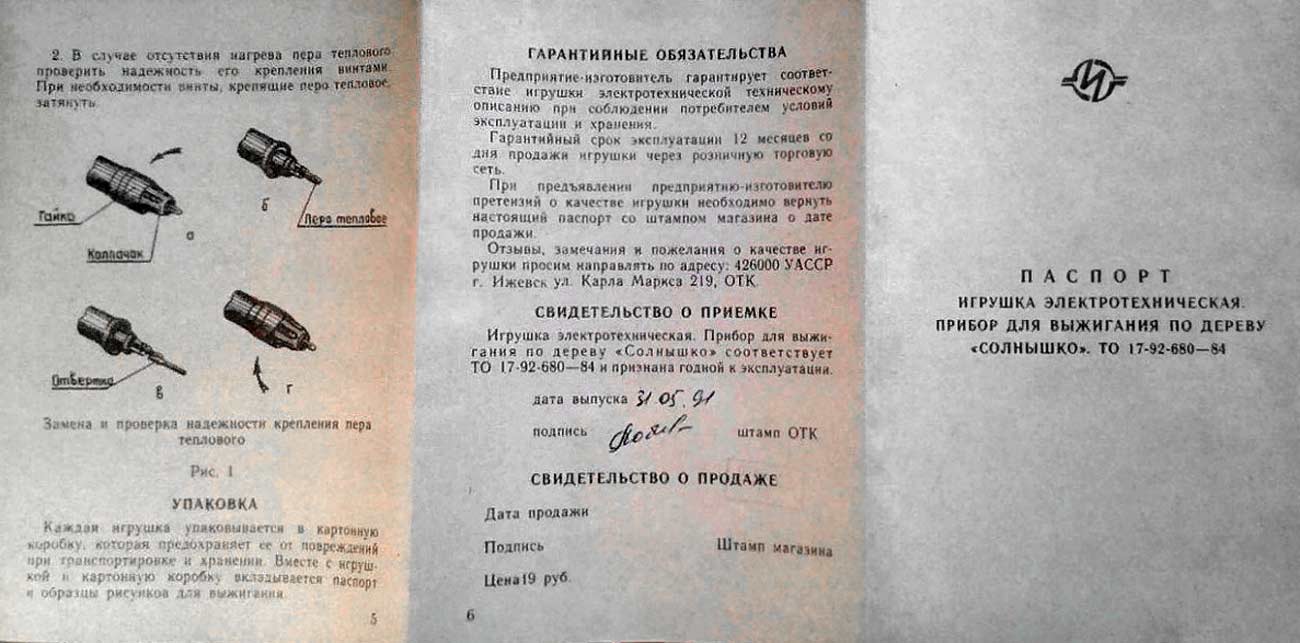 2. В случае отсутствия нагрева пера теплового
проверить надежность его крепления винтами.
При необходимости винты, крепящие перо тепловое,
затянуть.
Гайка
Колпачок
а
б
Перо тепловое
Отвертка
в
г
Замена и проверка надежности крепления пера
теплового
Рис. 1
УПАКОВКА
Каждая игрушка упаковывается в картонную
коробку, которая предохраняет ее от повреждений
при транспортировке и хранении. Вместе с игруш-
кой в картонную коробку вкладывается паспорт
и образцы рисунков для выжигания.
5
ГАРАНТИЙНЫЕ ОБЯЗАТЕЛЬСТВА
Предприятие-изготовитель гарантирует соответ-
ствие игрушки электротехнической техническому
описанию при соблюдении потребителем условий
эксплуатации и хранения.
Гарантийный срок эксплуатации 12 месяцев со
дня продажи игрушки через розничную торговую
сеть.
При предъявлении предприятию-изготовителю
претензий о качестве игрушки необходимо вернуть
настоящий паспорт со штампом магазина о дате
продажи.
Отзывы, замечания и пожелания о качестве иг-
рушки просим направлять по адресу: 426000 УАССР
г. Ижевск ул. Карла Маркса 219, ОТК.
СВИДЕТЕЛЬСТВО О ПРИЕМКЕ
Игрушка электротехническая. Прибор для выжи-
гания по дереву «Солнышко» соответствует
ТО 17-92-680—84 и признана годной к эксплуатации.
дата выпуска 31.05.91
подпись
штамп ОТК
СВИДЕТЕЛЬСТВО О ПРОДАЖЕ
Дата продажи
Подпись
Штамп магазина
Цена 19 руб.
6
И
ПАСПОРТ
ИГРУШКА ЭЛЕКТРОТЕХНИЧЕСКАЯ.
ПРИБОР ДЛЯ ВЫЖИГАНИЯ ПО ДЕРЕВУ
«СОЛНЫШКО». ТО 17-92-680—84